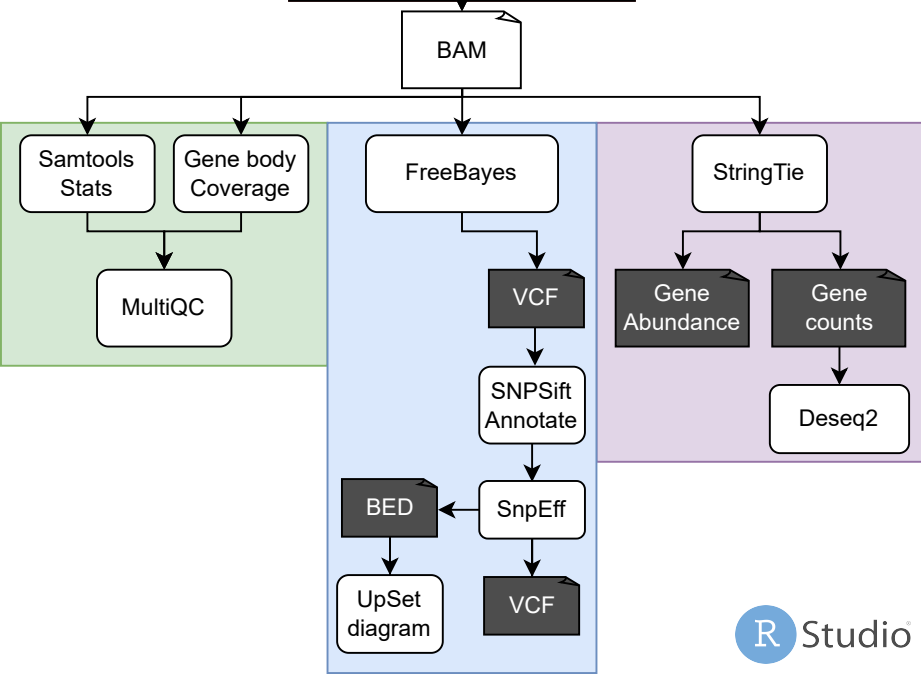 BAM
Samtools
Stats
Gene body
Coverage
MultiQC
FreeBayes
VCF
SNPSift
Annotate
SnpEff
BED
UpSet
diagram
VCF
StringTie
Gene
Abundance
Gene
counts
Deseq2
R Studio®